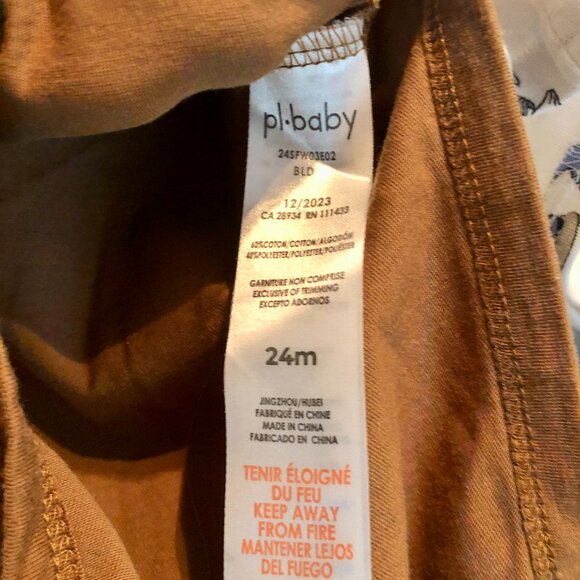 pl·baby
24SFW03E02
BLD
12/2023
CA 28934 RN 111433
60%COTON/COTTON/ALGODÓN
40%POLYESTER/POLYESTER/POLIÉSTER
GARNITURE NON COMPRISE
EXCLUSIVE OF TRIMMING
EXCEPTO ADORNOS
24m
JINGZHOU/HUBEI
FABRIQUÉ EN CHINE
MADE IN CHINA
FABRICADO EN CHINA
TENIR ÉLOIGNÉ
DU FEU
KEEP AWAY
FROM FIRE
MANTENER LEJOS
DEL FUEGO